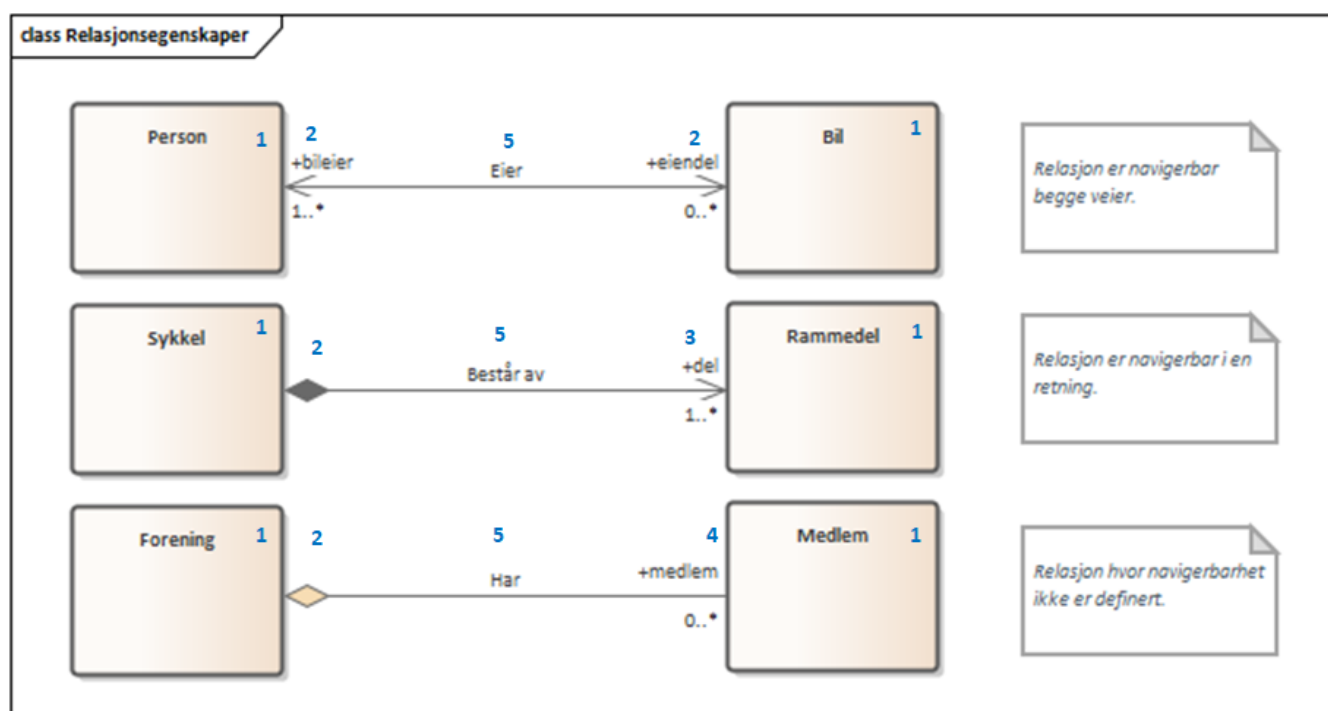 class Relasjonsegenskaper
Person 1
2
+bileier
1..*
5
Eier
2
+eiendel
0..*
Bil 1
Relasjon er navigerbar
begge veier.
Sykkel 1
2
5
Består av
3
+del
1..*
Rammedel 1
Relasjon er navigerbar i en
retning.
Forening 1
2
5
Har
4
+medlem
0..*
Medlem 1
Relasjon hvor navigerbarhet
ikke er definert.